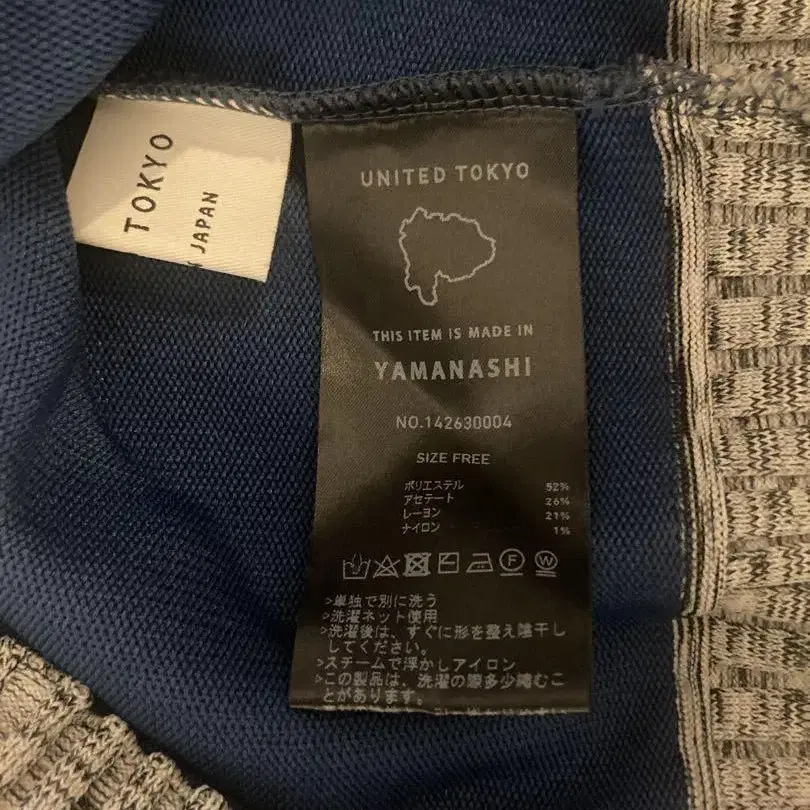 TOKYO
JAPAN
UNITED TOKYO
THIS ITEM IS MADE IN
YAMANASHI
NO.142630004
SIZE FREE
ポリエステル 52%
アセテート 26%
レーヨン 21%
ナイロン 1%
F W
>単独で別に洗う
>洗濯ネット使用
>洗濯後は、すぐに形を整え陰干し
してください。
>スチームで浮かしアイロン
>この製品は、洗濯の際多少縮むこ
とがあります。